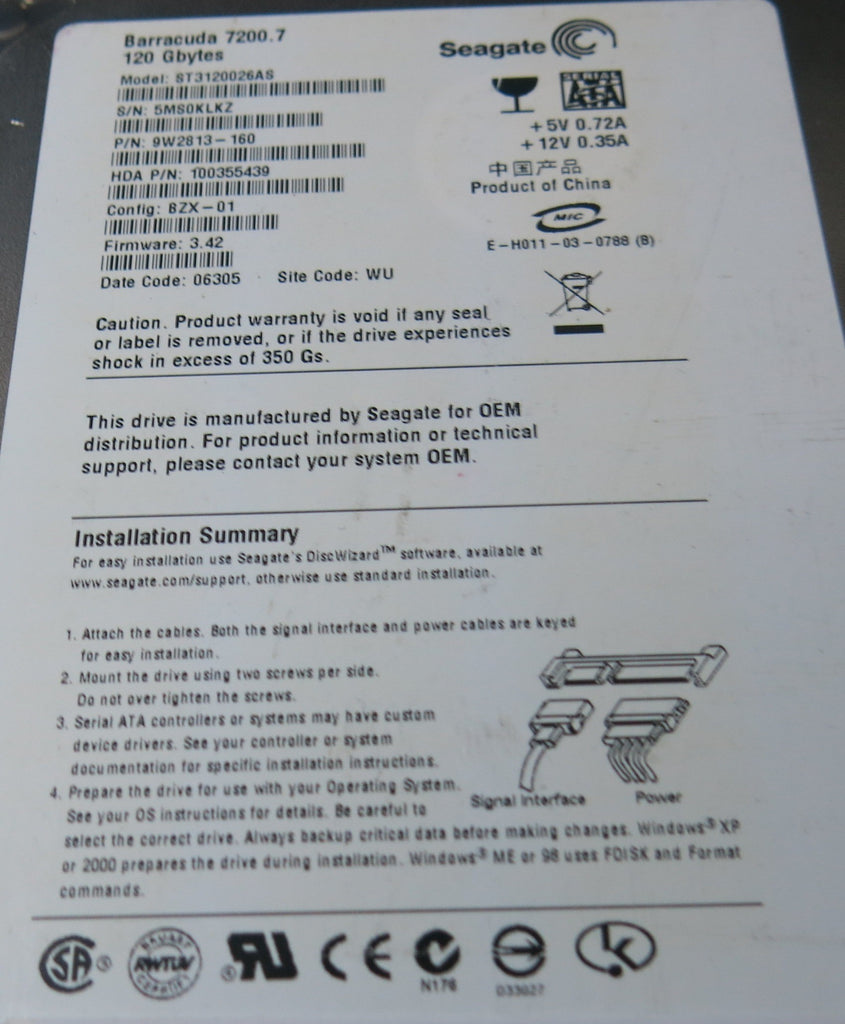 Barracuda 7200.7
120 Gbytes
Model: ST3120026AS
S/N: 5MS0KLKZ
P/N: 9W2813-160
HDA P/N: 100355439
Config: BZX-01
Firmware: 3.42
Date Code: 06305 Site Code: WU
Seagate
SERIAL
ATA
+5V 0.72A
+12V 0.35A
中国产品
Product of China
MIC
E-H011-03-0788 (B)
Caution. Product warranty is void if any seal
or label is removed, or if the drive experiences
shock in excess of 350 Gs.
This drive is manufactured by Seagate for OEM
distribution. For product information or technical
support, please contact your system OEM.
Installation Summary
For easy installation use Seagate's DiscWizard™ software, available at
www.seagate.com/support, otherwise use standard installation.
1. Attach the cables. Both the signal interface and power cables are keyed
for easy installation.
2. Mount the drive using two screws per side.
Do not over tighten the screws.
3. Serial ATA controllers or systems may have custom
device drivers. See your controller or system
documentation for specific installation instructions.
4. Prepare the drive for use with your Operating System.
See your OS instructions for details. Be careful to
select the correct drive. Always backup critical data before making changes. Windows® XP
or 2000 prepares the drive during installation. Windows® ME or 98 uses FDISK and Format
commands.
Signal Interface
Power
SA®
RWTUV
®RU
CE
N176
D33027
k